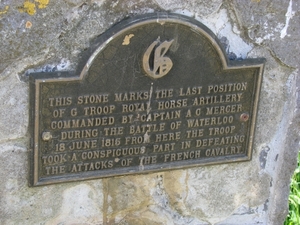 G
THIS STONE MARKS THE LAST POSITION
OF G TROOP ROYAL HORSE ARTILLERY
COMMANDED BY CAPTAIN A C MERCER
DURING THE BATTLE OF WATERLOO
18 JUNE 1815 FROM HERE THE TROOP
TOOK A CONSPICUOUS PART IN DEFEATING
THE ATTACKS OF THE FRENCH CAVALRY